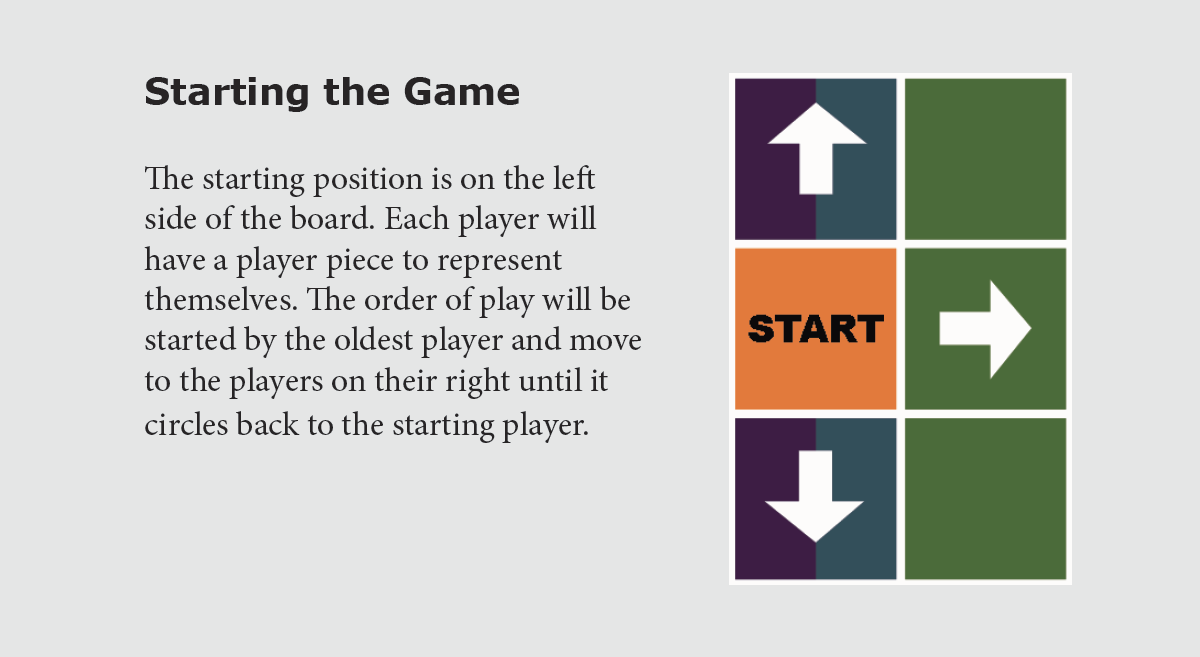 Starting the Game
The starting position is on the left
side of the board. Each player will
have a player piece to represent
themselves. The order of play will be
started by the oldest player and move
to the players on their right until it
circles back to the starting player.
START